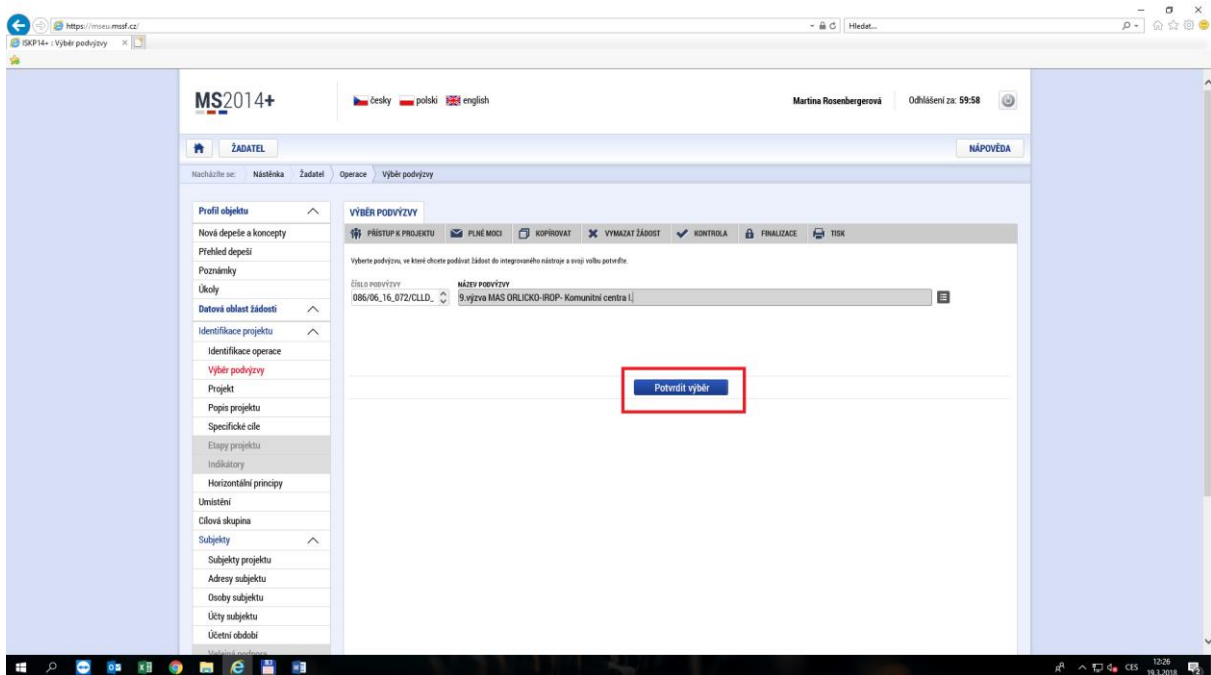 https://mseu.mssf.cz/
Hledat...
ISKP14+ : Výběr podvýzvy
MS2014+
česky polski english
Martina Rosenbergerová
Odhlášení za: 59:58
ŽADATEL
NÁPOVĚDA
Nacházíte se: Nástěnka Žadatel Operace Výběr podvýzvy
Profil objektu
Nová depeše a koncepty
Přehled depeší
Poznámky
Úkoly
Datová oblast žádosti
Identifikace projektu
Identifikace operace
Výběr podvýzvy
Projekt
Popis projektu
Specifické cíle
Etapy projektu
Indikátory
Horizontální principy
Umístění
Cílová skupina
Subjekty
Subjekty projektu
Adresy subjektu
Osoby subjektu
Účty subjektu
Účetní období
Veřejná podpora
VÝBĚR PODVÝZVY
PŘÍSTUP K PROJEKTU PLNÉ MOCI KOPÍROVAT VYMAZAT ŽÁDOST KONTROLA FINALIZACE TISK
Vyberte podvýzvu, ve které chcete podávat žádost do integrovaného nástroje a svoji volbu potvrďte.
ČÍSLO PODVÝZVY NÁZEV PODVÝZVY
086/06_16_072/CLLD_ 9.výzva MAS ORLICKO-IROP- Komunitní centra I.
Potvrdit výběr
CES
12:26
19.3.2018